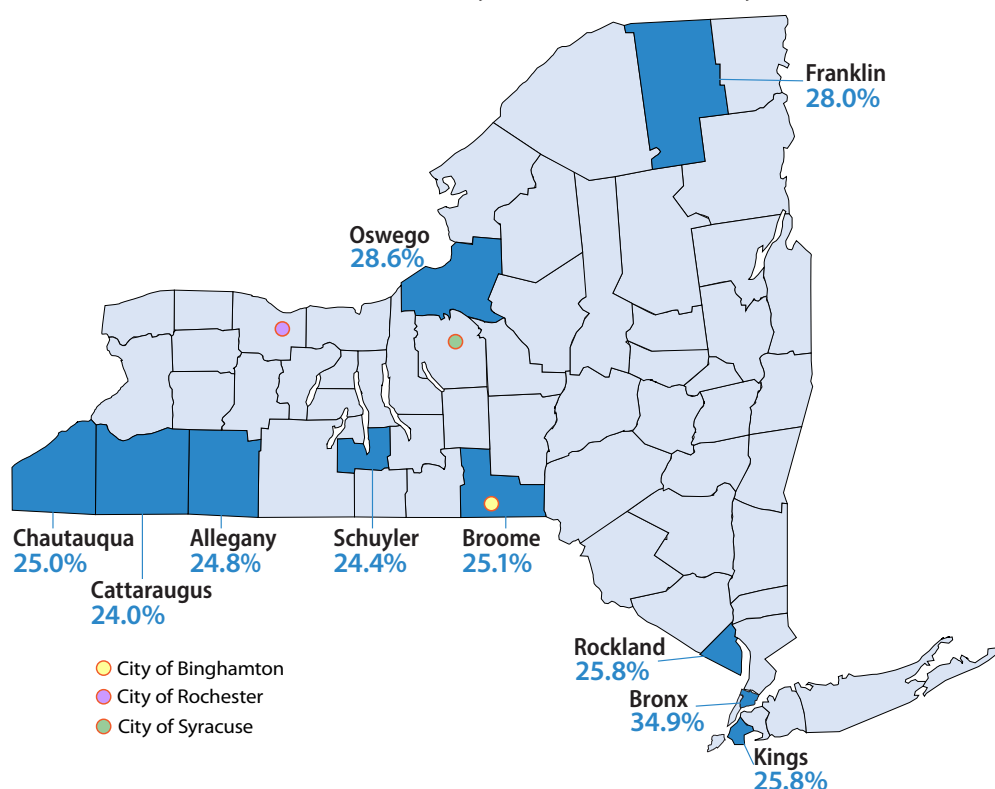 Franklin
28.0%
Oswego
28.6%
Chautauqua
25.0%
Cattaraugus
24.0%
Allegany
24.8%
Schuyler
24.4%
Broome
25.1%
City of Binghamton
City of Rochester
City of Syracuse
Rockland
25.8%
Bronx
34.9%
Kings
25.8%